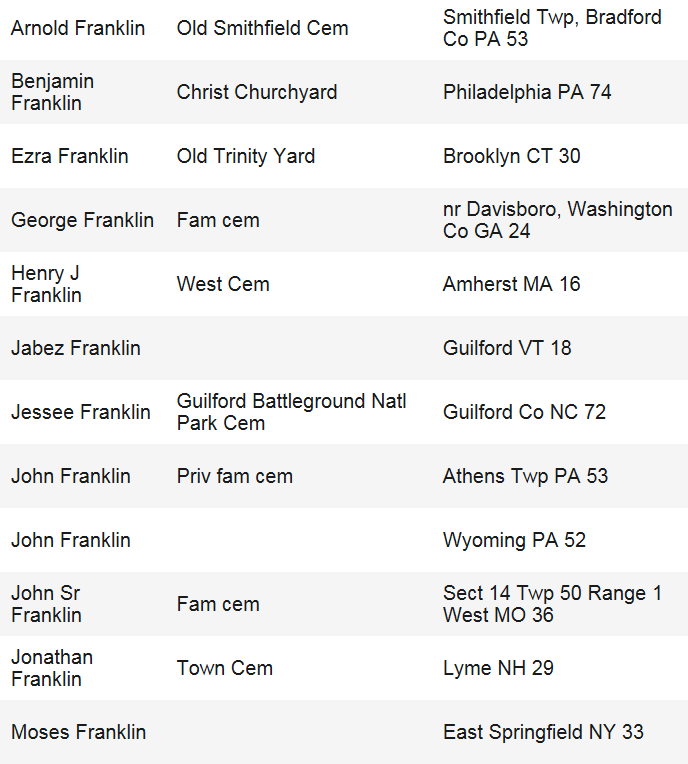 Arnold Franklin Old Smithfield Cem Smithfield Twp, Bradford
Co PA 53
Benjamin
Franklin Christ Churchyard Philadelphia PA 74
Ezra Franklin Old Trinity Yard Brooklyn CT 30
George Franklin Fam cem nr Davisboro, Washington
Co GA 24
Henry J
Franklin West Cem Amherst MA 16
Jabez Franklin Guilford VT 18
Jessee Franklin Guilford Battleground Natl
Park Cem Guilford Co NC 72
John Franklin Priv fam cem Athens Twp PA 53
John Franklin Wyoming PA 52
John Sr
Franklin Fam cem Sect 14 Twp 50 Range 1
West MO 36
Jonathan
Franklin Town Cem Lyme NH 29
Moses Franklin East Springfield NY 33